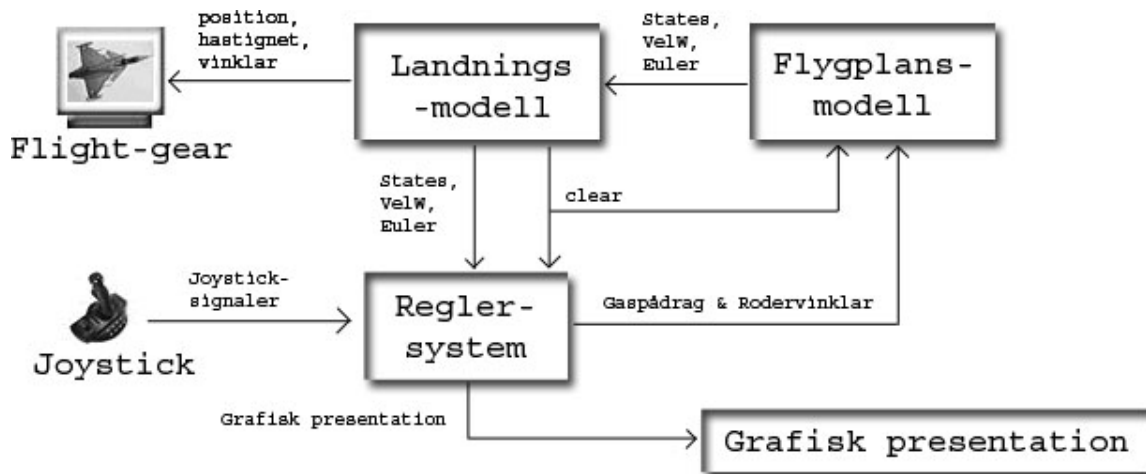 position,
hastignet,
vinklar
States,
VelW,
Euler
Landnings
-modell
Flygplans-
modell
Flight-gear
States,
VelW,
Euler
clear
Joystick-
signaler
Regler-
system
Gaspådrag & Rodervinklar
Joystick
Grafisk presentation
Grafisk presentation